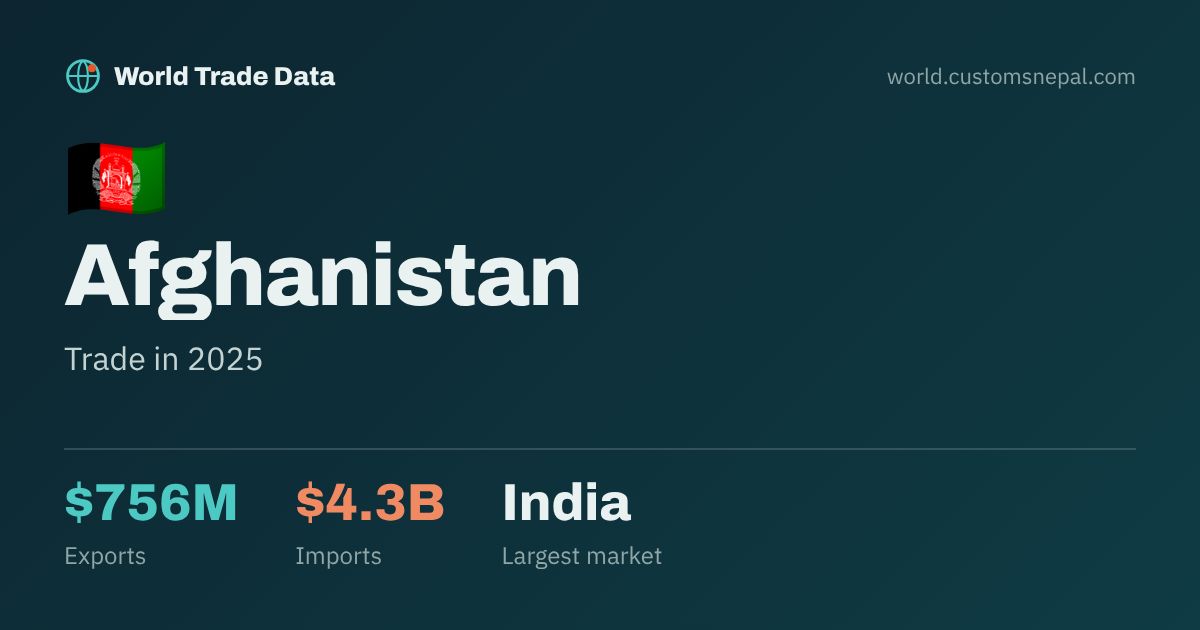 World Trade Data
world.customsnepal.com
Afghanistan
Trade in 2025
$756M
$4.3B
India
Exports
Imports
Largest market